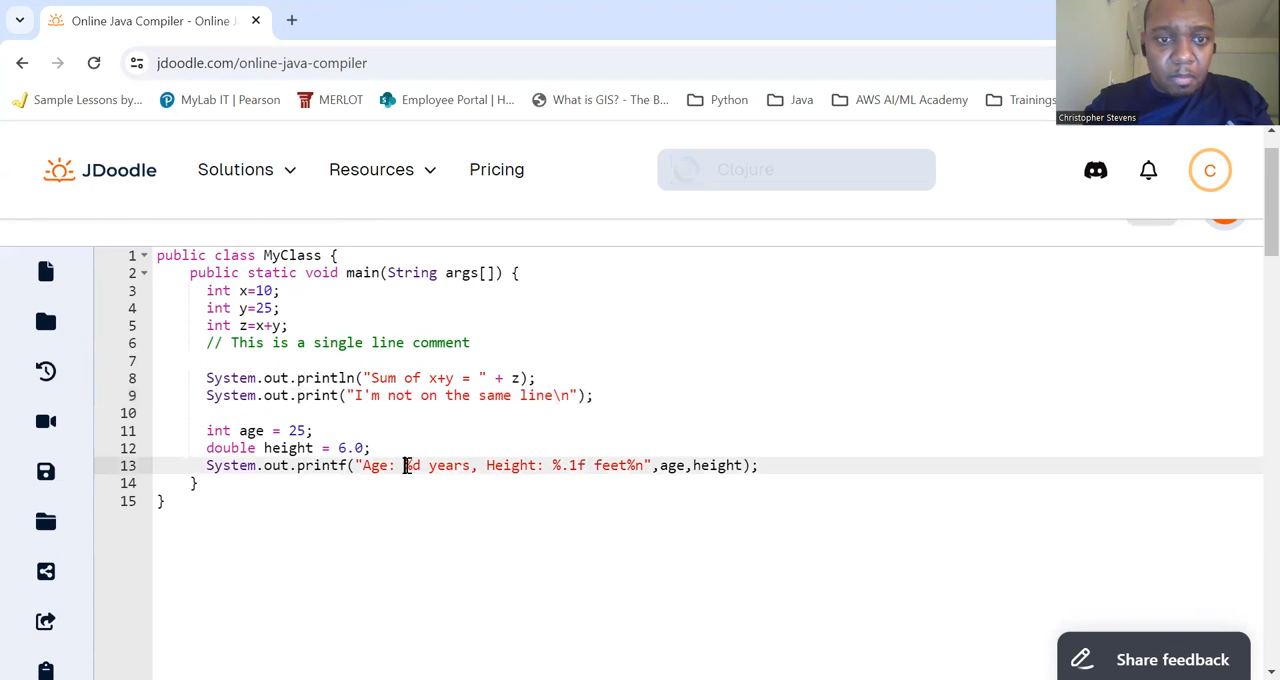 Online Java Compiler - Online J
jdoodle.com/online-java-compiler
Sample Lessons by... MyLab IT | Pearson MERLOT Employee Portal | H... What is GIS? - The B... Python Java AWS AI/ML Academy Trainings
Christopher Stevens
JDoodle Solutions Resources Pricing Clojure C
1 public class MyClass {
2 public static void main(String args[]) {
3 int x=10;
4 int y=25;
5 int z=x+y;
6 // This is a single line comment
7
8 System.out.println("Sum of x+y = " + z);
9 System.out.print("I'm not on the same line\n");
10
11 int age = 25;
12 double height = 6.0;
13 System.out.printf("Age: %d years, Height: %.1f feet%n",age,height);
14 }
15 }
Share feedback